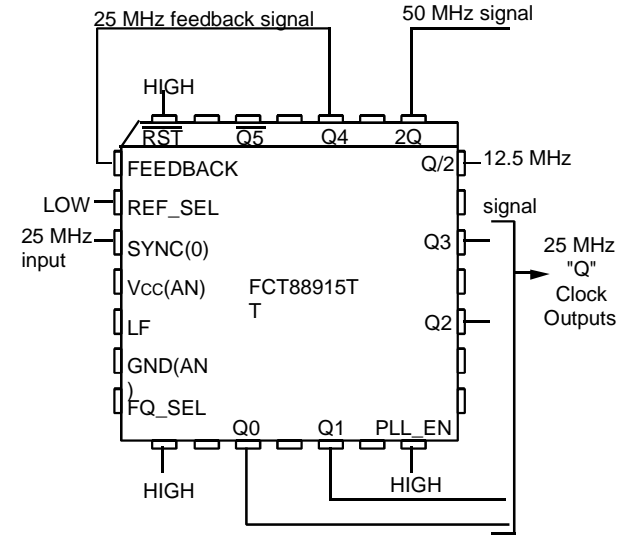 25 MHz feedback signal
50 MHz signal
HIGH
RST
Q5
Q4
2Q
FEEDBACK
Q/2
12.5 MHz
signal
LOW
REF_SEL
25 MHz
input
SYNC(0)
Q3
25 MHz
"Q"
Clock
Outputs
VCC(AN)
FCT88915T
T
LF
Q2
GND(AN
)
FQ_SEL
Q0
Q1
PLL_EN
HIGH
HIGH